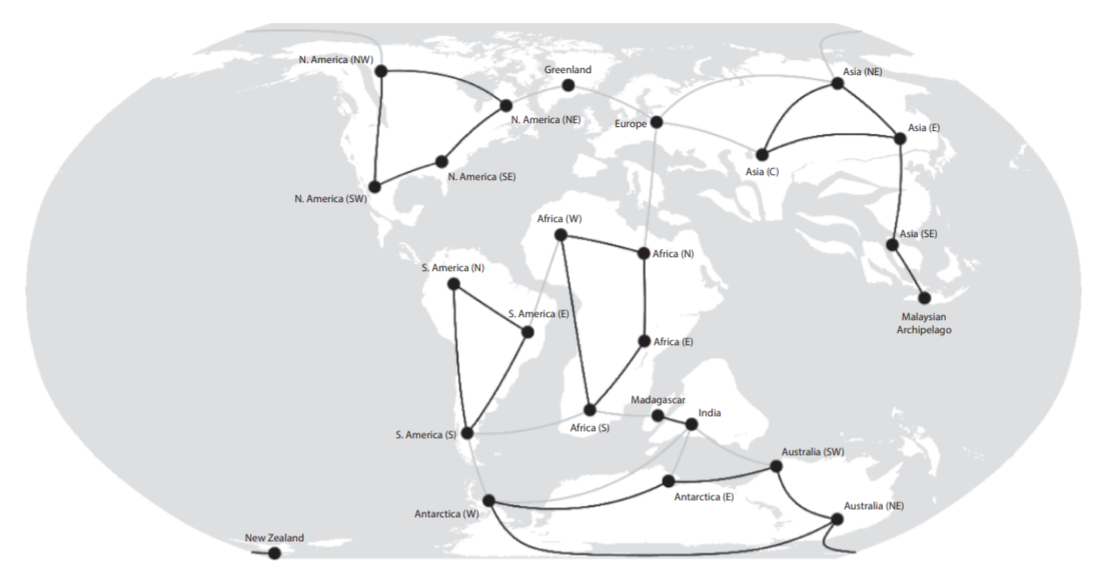 N. America (NW)
Greenland
Asia (NE)
N. America (NE)
Europe
Asia (E)
Asia (C)
N. America (SE)
N. America (SW)
Africa (W)
Asia (SE)
Africa (N)
S. America (N)
S. America (E)
Malaysian
Archipelago
Africa (E)
Madagascar
India
Africa (S)
S. America (S)
Australia (SW)
Antarctica (E)
Australia (NE)
Antarctica (W)
New Zealand